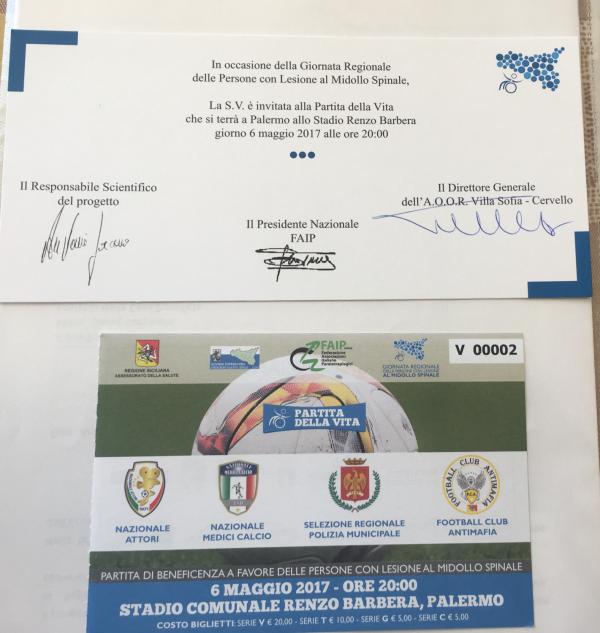 In occasione della Giornata Regionale
delle Persone con Lesione al Midollo Spinale,
La S.V. è invitata alla Partita della Vita
che si terrà a Palermo allo Stadio Renzo Barbera
giorno 6 maggio 2017 alle ore 20:00
Il Responsabile Scientifico
del progetto
Il Presidente Nazionale
FAIP
Il Direttore Generale
dell'A.O.O.R. Villa Sofia - Cervello
REGIONE SICILIANA
ASSESSORATO DELLA SALUTE
FAIP
Federazione
Associazioni
Italiane
Paratetraplegici
GIORNATA REGIONALE
DELLE PERSONE CON LESIONE
AL MIDOLLO SPINALE
V 00002
PARTITA
DELLA VITA
NAZIONALE
ATTORI
NAZIONALE
MEDICI CALCIO
SELEZIONE REGIONALE
POLIZIA MUNICIPALE
FOOTBALL CLUB
ANTIMAFIA
PARTITA DI BENEFICENZA A FAVORE DELLE PERSONE CON LESIONE AL MIDOLLO SPINALE
6 MAGGIO 2017 - ORE 20:00
STADIO COMUNALE RENZO BARBERA, PALERMO
COSTO BIGLIETTI: SERIE V € 20,00 - SERIE T € 10,00 - SERIE G € 5,00 - SERIE C € 5,00